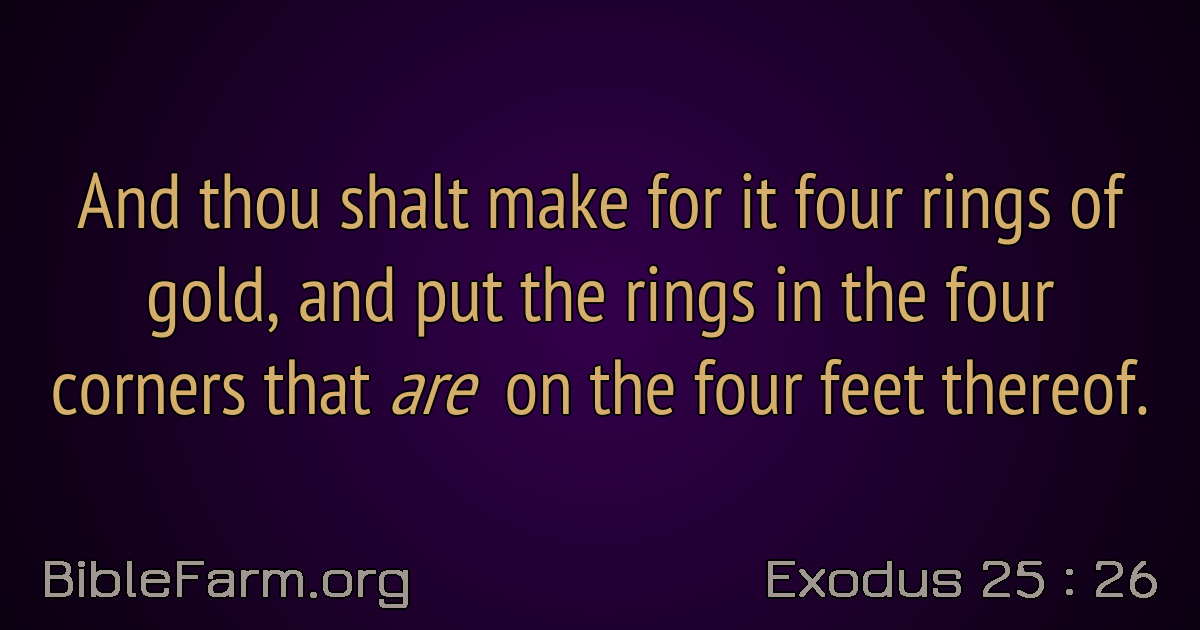 And thou shalt make for it four rings of
gold, and put the rings in the four
corners that are on the four feet thereof.
BibleFarm.org
Exodus 25 : 26